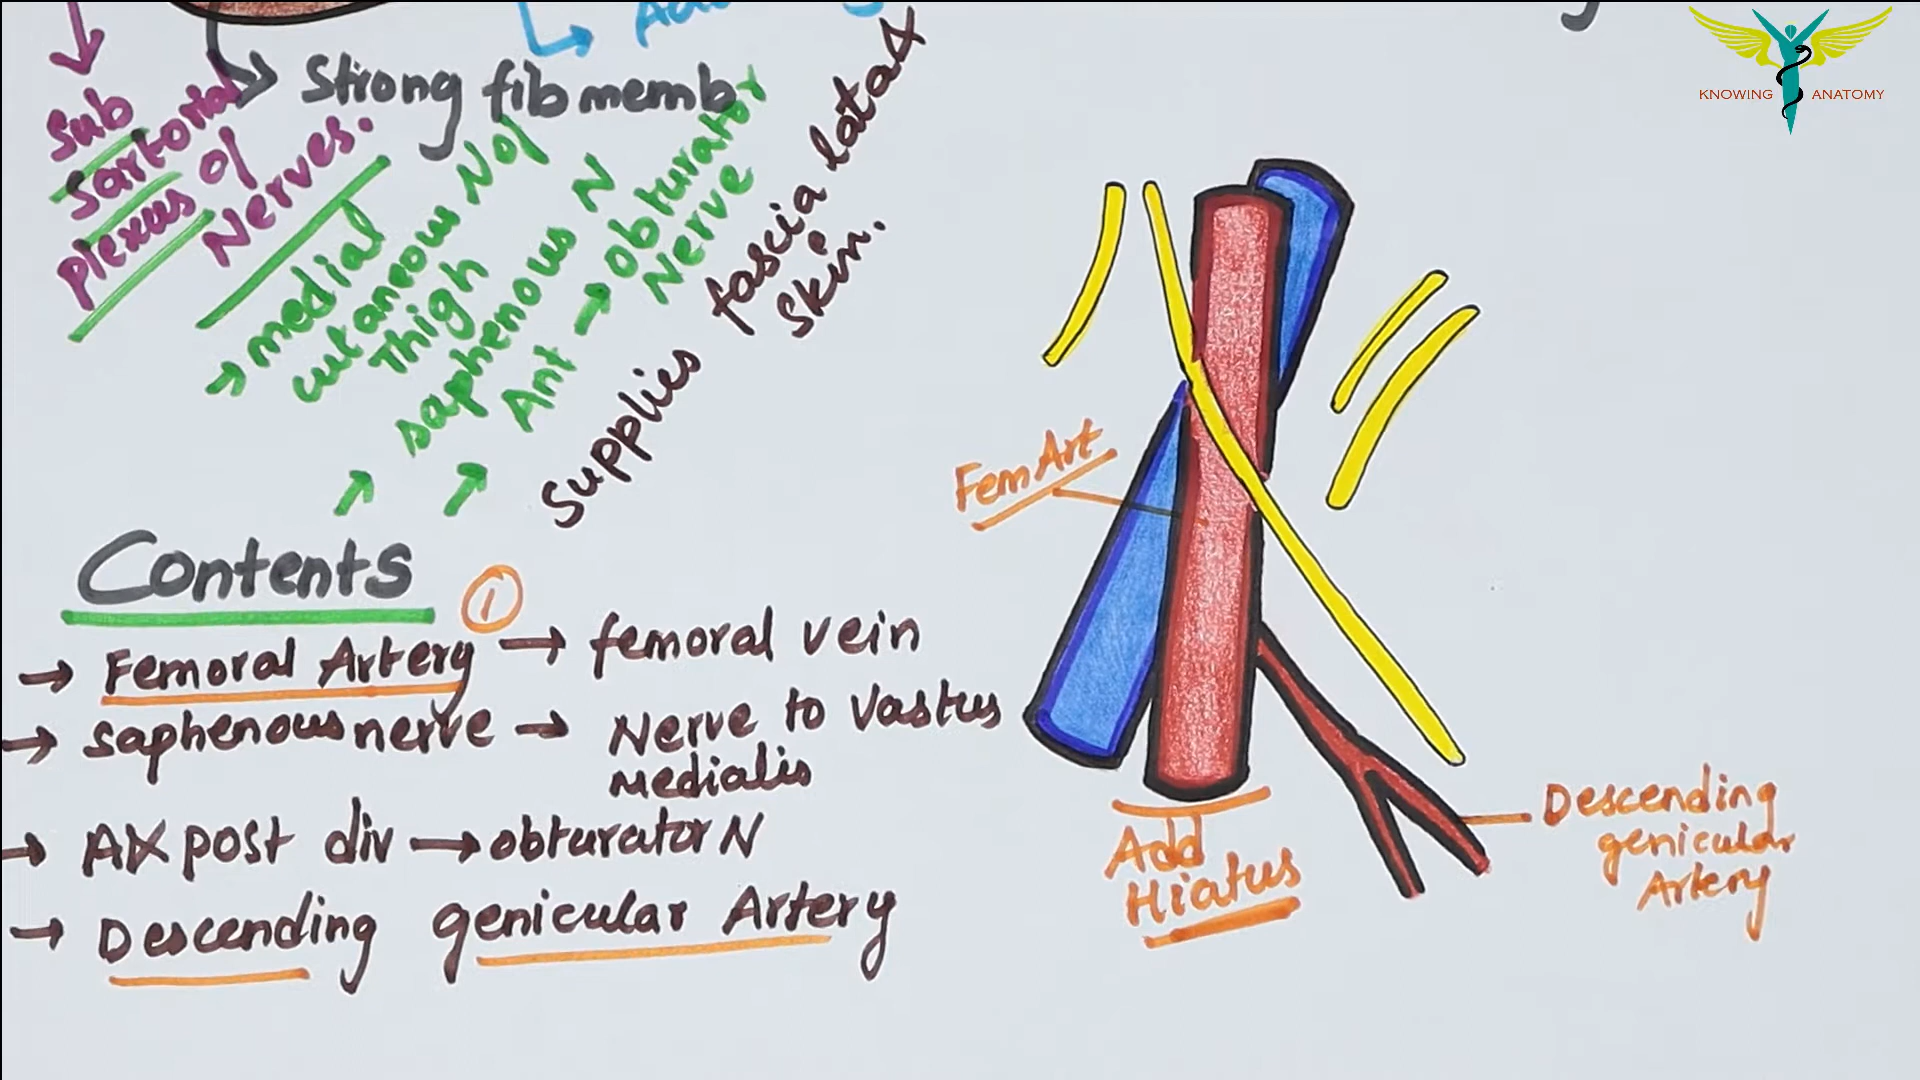 Sub
Sartorial
plexus of
Nerves.
Strong fib memb
→ medial
cutaneous N of
Thigh
→ saphenous N
→ Ant → obturator
Nerve
Supplies fascia lata &
Skin.
Contents
①
→ Femoral Artery → femoral vein
→ saphenous nerve → Nerve to Vastus
Medialis
→ post div → obturator N
→ Descending genicular Artery
Fem Art
Add
Hiatus
Descending
genicular
Artery
KNOWING ANATOMY